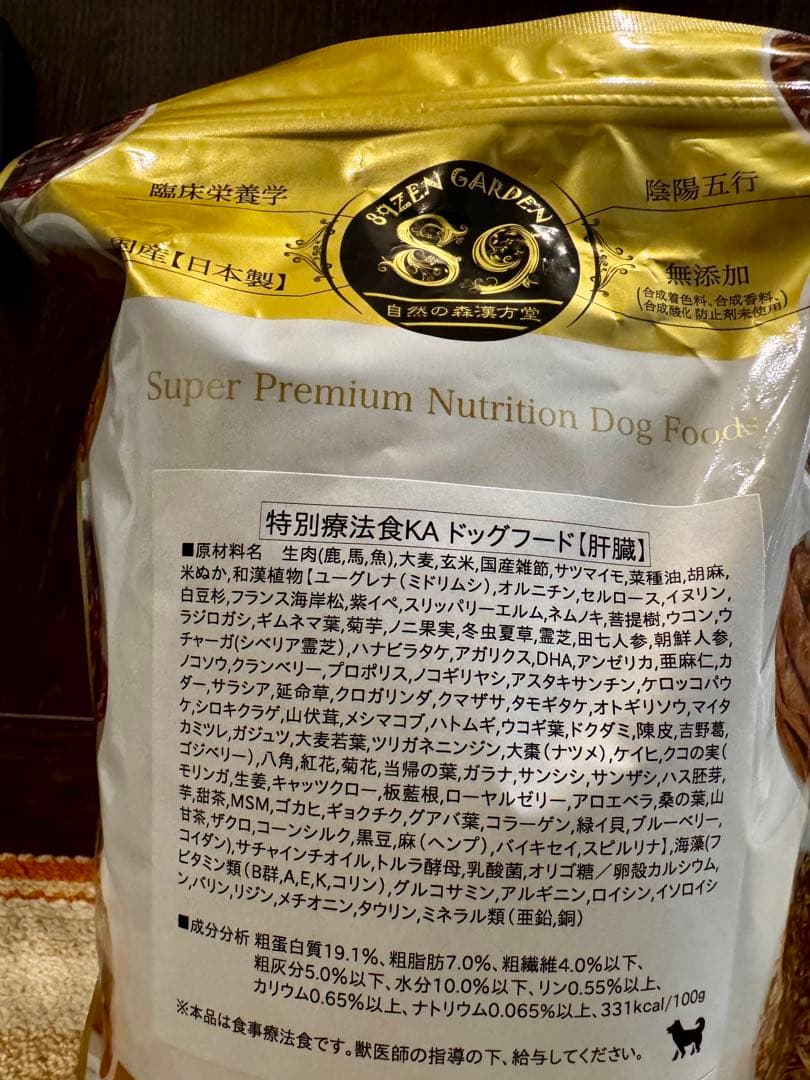 臨床栄養学
陰陽五行
89ZEN GARDEN
89
自然の森漢方堂
国産【日本製】
無添加
(合成着色料、合成香料、
合成酸化防止剤未使用)
Super Premium Nutrition Dog Foods
特別療法食KA ドッグフード【肝臓】
■原材料名 生肉(鹿,馬,魚),大麦,玄米,国産雑節,サツマイモ,菜種油,胡麻,
米ぬか,和漢植物【ユーグレナ(ミドリムシ),オルニチン,セルロース,イヌリン,
白豆杉,フランス海岸松,紫イペ,スリッパリーエルム,ネムノキ,菩提樹,ウコン,ウ
ラジロガシ,ギムネマ葉,菊芋,ノニ果実,冬虫夏草,霊芝,田七人参,朝鮮人参,
チャーガ(シベリア霊芝),ハナビラタケ,アガリクス,DHA,アンゼリカ,亜麻仁,カ
ノコソウ,クランベリー,プロポリス,ノコギリヤシ,アスタキサンチン,ケロッコパウ
ダー,サラシア,延命草,クロガリンダ,クマザサ,タモギタケ,オトギリソウ,マイタ
ケ,シロキクラゲ,山伏茸,メシマコブ,ハトムギ,ウコギ葉,ドクダミ,陳皮,吉野葛,
カミツレ,ガジュツ,大麦若葉,ツリガネニンジン,大棗(ナツメ),ケイヒ,クコの実(
ゴジベリー),八角,紅花,菊花,当帰の葉,ガラナ,サンシシ,サンザシ,ハス胚芽,
モリンガ,生姜,キャッツクロー,板藍根,ローヤルゼリー,アロエベラ,桑の葉,山
芋,甜茶,MSM,ゴカヒ,ギョクチク,グアバ葉,コラーゲン,緑イ貝,ブルーベリー,
甘茶,ザクロ,コーンシルク,黒豆,麻(ヘンプ),バイキセイ,スピルリナ】,海藻(フ
コイダン),サチャインチオイル,トルラ酵母,乳酸菌,オリゴ糖/卵殻カルシウム,
ビタミン類(B群,A,E,K,コリン),グルコサミン,アルギニン,ロイシン,イソロイシ
ン,バリン,リジン,メチオニン,タウリン,ミネラル類(亜鉛,銅)
■成分分析 粗蛋白質19.1%、粗脂肪7.0%、粗繊維4.0%以下、
粗灰分5.0%以下、水分10.0%以下、リン0.55%以上、
カリウム0.65%以上、ナトリウム0.065%以上、331kcal/100g
※本品は食事療法食です。獣医師の指導の下、給与してください。